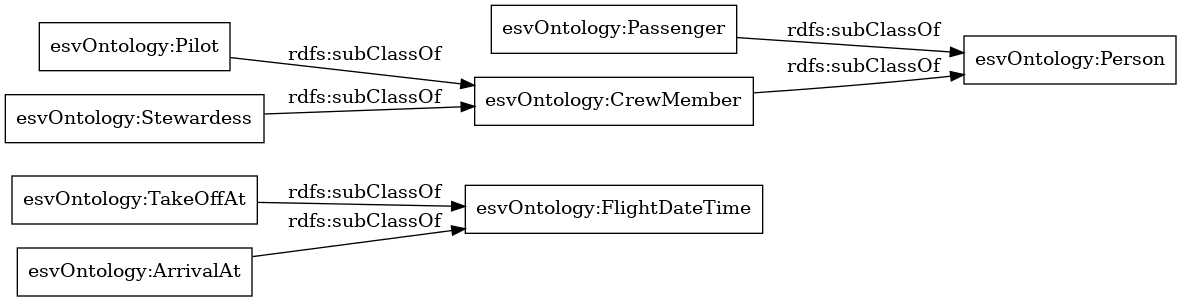 esvOntology:Pilot
rdfs:subClassOf
esvOntology:Passenger
rdfs:subClassOf
esvOntology:Person
rdfs:subClassOf
esvOntology:Stewardess
rdfs:subClassOf
esvOntology:CrewMember
esvOntology:TakeOffAt
rdfs:subClassOf
esvOntology:FlightDateTime
rdfs:subClassOf
esvOntology:ArrivalAt